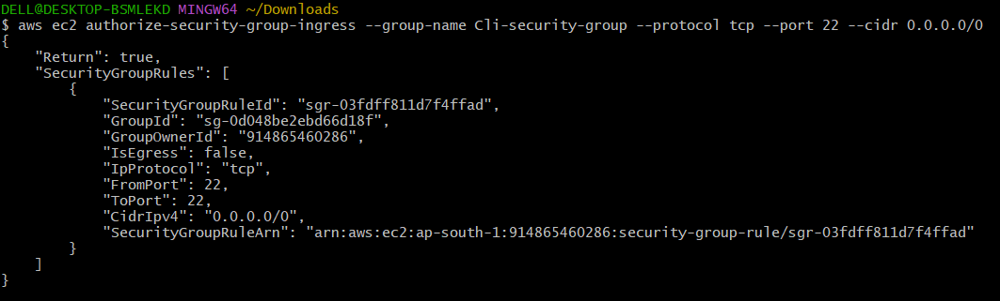 DELL@DESKTOP-BSMLEKD MINGW64 ~/Downloads
$ aws ec2 authorize-security-group-ingress --group-name Cli-security-group --protocol tcp --port 22 --cidr 0.0.0.0/0
{
    "Return": true,
    "SecurityGroupRules": [
        {
            "SecurityGroupRuleId": "sgr-03fdff811d7f4ffad",
            "GroupId": "sg-0d048be2ebd66d18f",
            "GroupOwnerId": "914865460286",
            "IsEgress": false,
            "IpProtocol": "tcp",
            "FromPort": 22,
            "ToPort": 22,
            "CidrIpv4": "0.0.0.0/0",
            "SecurityGroupRuleArn": "arn:aws:ec2:ap-south-1:914865460286:security-group-rule/sgr-03fdff811d7f4ffad"
        }
    ]
}